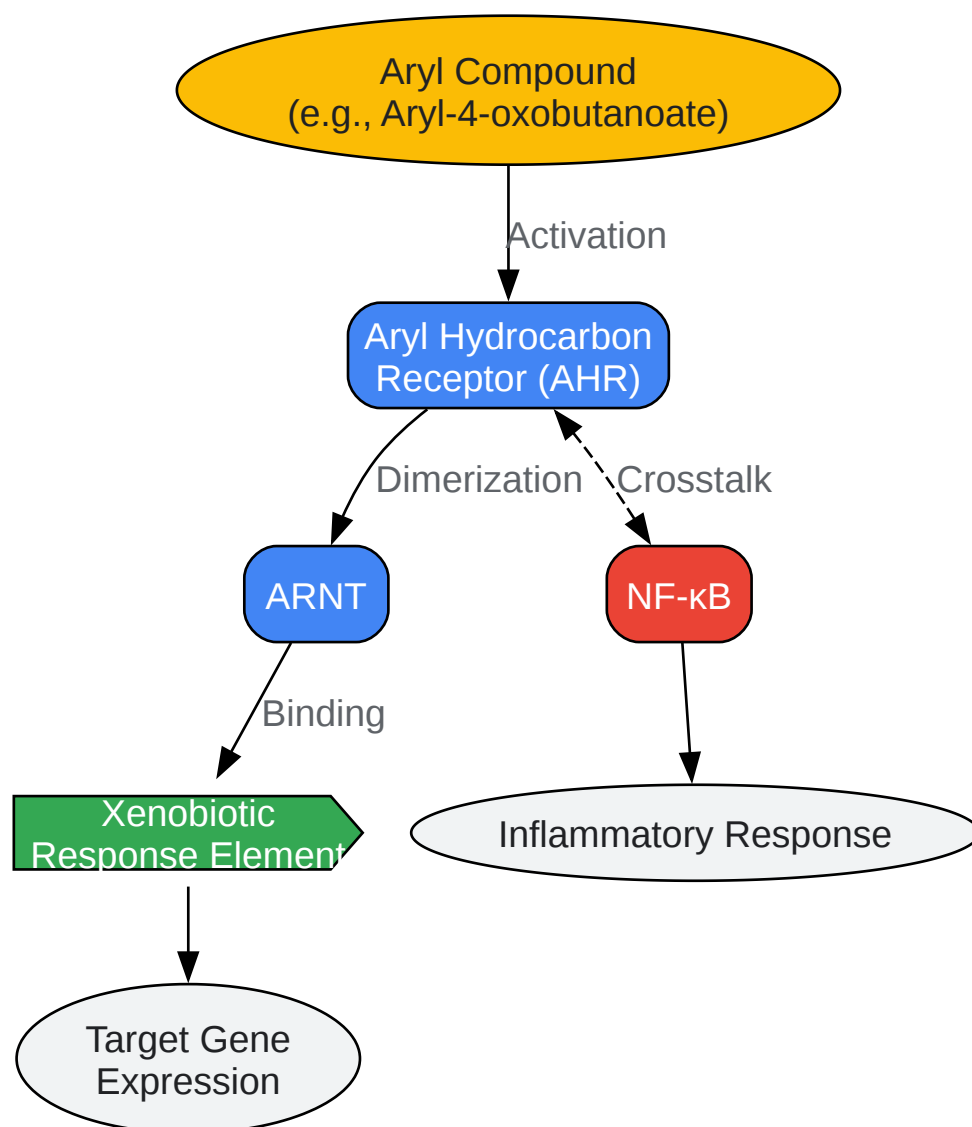 Aryl Compound
(e.g., Aryl-4-oxobutanoate)
Activation
Aryl Hydrocarbon
Receptor (AHR)
Dimerization
Crosstalk
ARNT
NF-κB
Binding
Xenobiotic
Response Element
Inflammatory Response
Target Gene
Expression